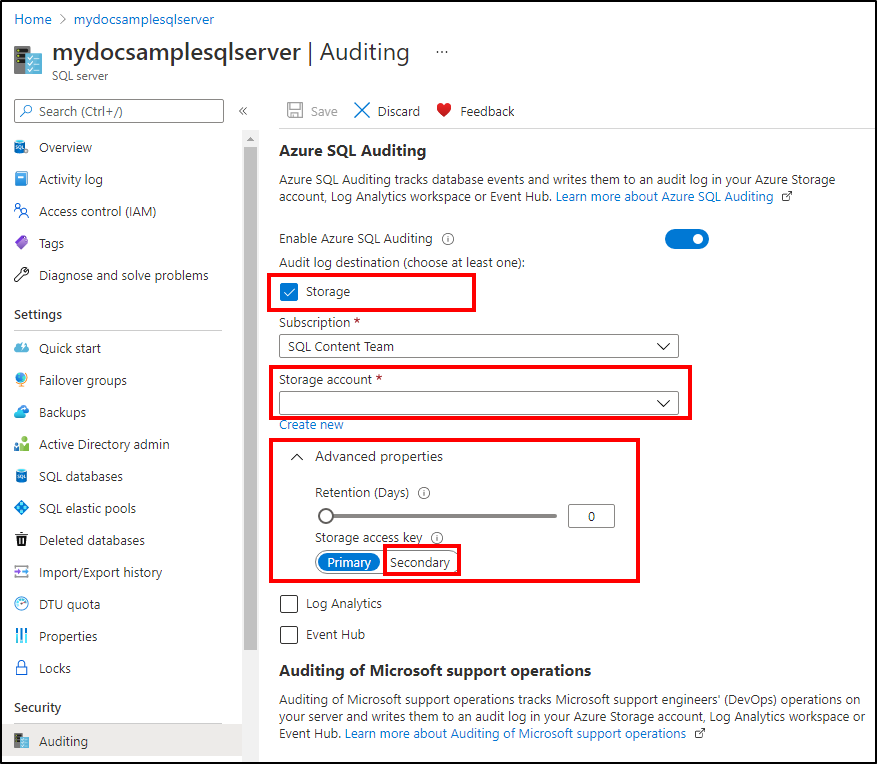 Home > mydocsamplesqlserver
mydocsamplesqlserver | Auditing ...
SQL server
Search (Ctrl+/)
«
Overview
Activity log
Access control (IAM)
Tags
Diagnose and solve problems
Settings
Quick start
Failover groups
Backups
Active Directory admin
SQL databases
SQL elastic pools
Deleted databases
Import/Export history
DTU quota
Properties
Locks
Security
Auditing
Save Discard Feedback
Azure SQL Auditing
Azure SQL Auditing tracks database events and writes them to an audit log in your Azure Storage
account, Log Analytics workspace or Event Hub. Learn more about Azure SQL Auditing
Enable Azure SQL Auditing
Audit log destination (choose at least one):
Storage
Subscription *
SQL Content Team
Storage account *
Create new
Advanced properties
Retention (Days)
0
Storage access key
Primary Secondary
Log Analytics
Event Hub
Auditing of Microsoft support operations
Auditing of Microsoft support operations tracks Microsoft support engineers' (DevOps) operations on
your server and writes them to an audit log in your Azure Storage account, Log Analytics workspace or
Event Hub. Learn more about Auditing of Microsoft support operations